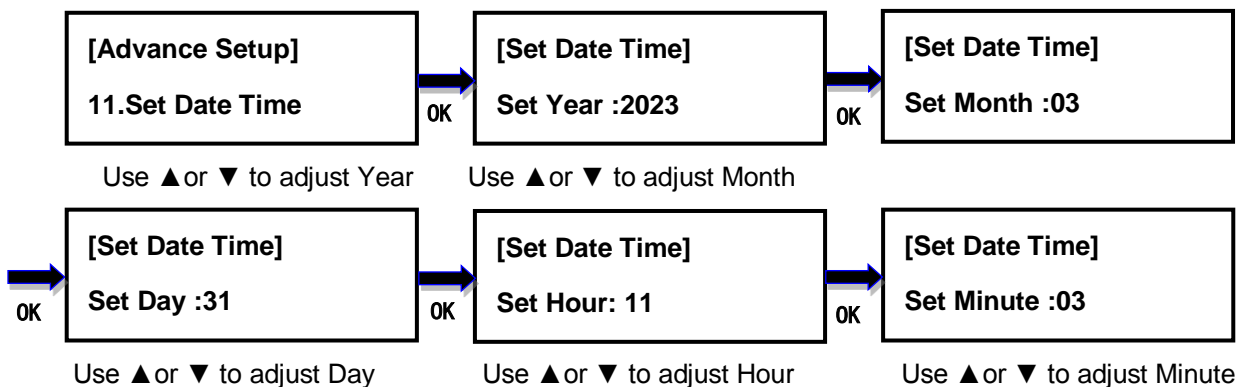 [Advance Setup]
11.Set Date Time
OK
[Set Date Time]
Set Year :2023
OK
[Set Date Time]
Set Month :03
Use ▲or ▼ to adjust Year
Use ▲or ▼ to adjust Month
OK
[Set Date Time]
Set Day :31
OK
[Set Date Time]
Set Hour: 11
OK
[Set Date Time]
Set Minute :03
Use ▲or ▼ to adjust Day
Use ▲or ▼ to adjust Hour
Use ▲or ▼ to adjust Minute